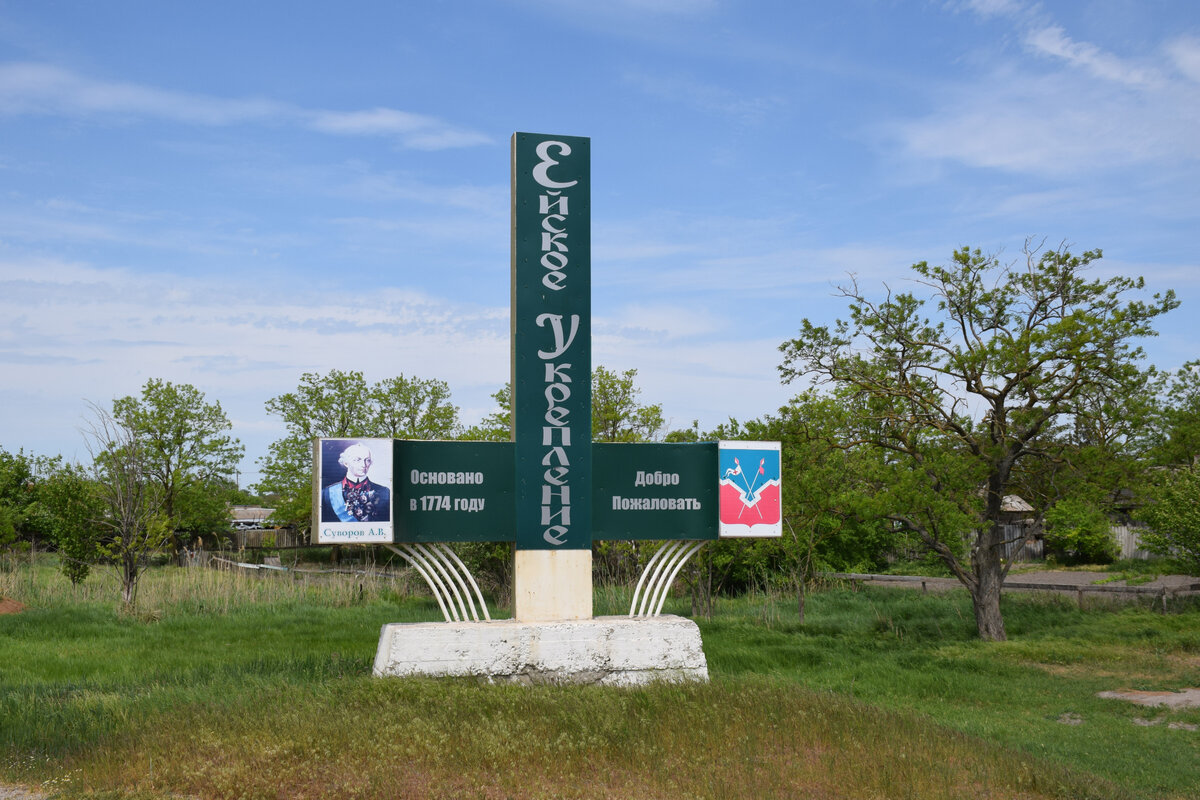 Ейское Укрепление
Основано
в 1774 году
Добро
Пожаловать
Суворов А.В.